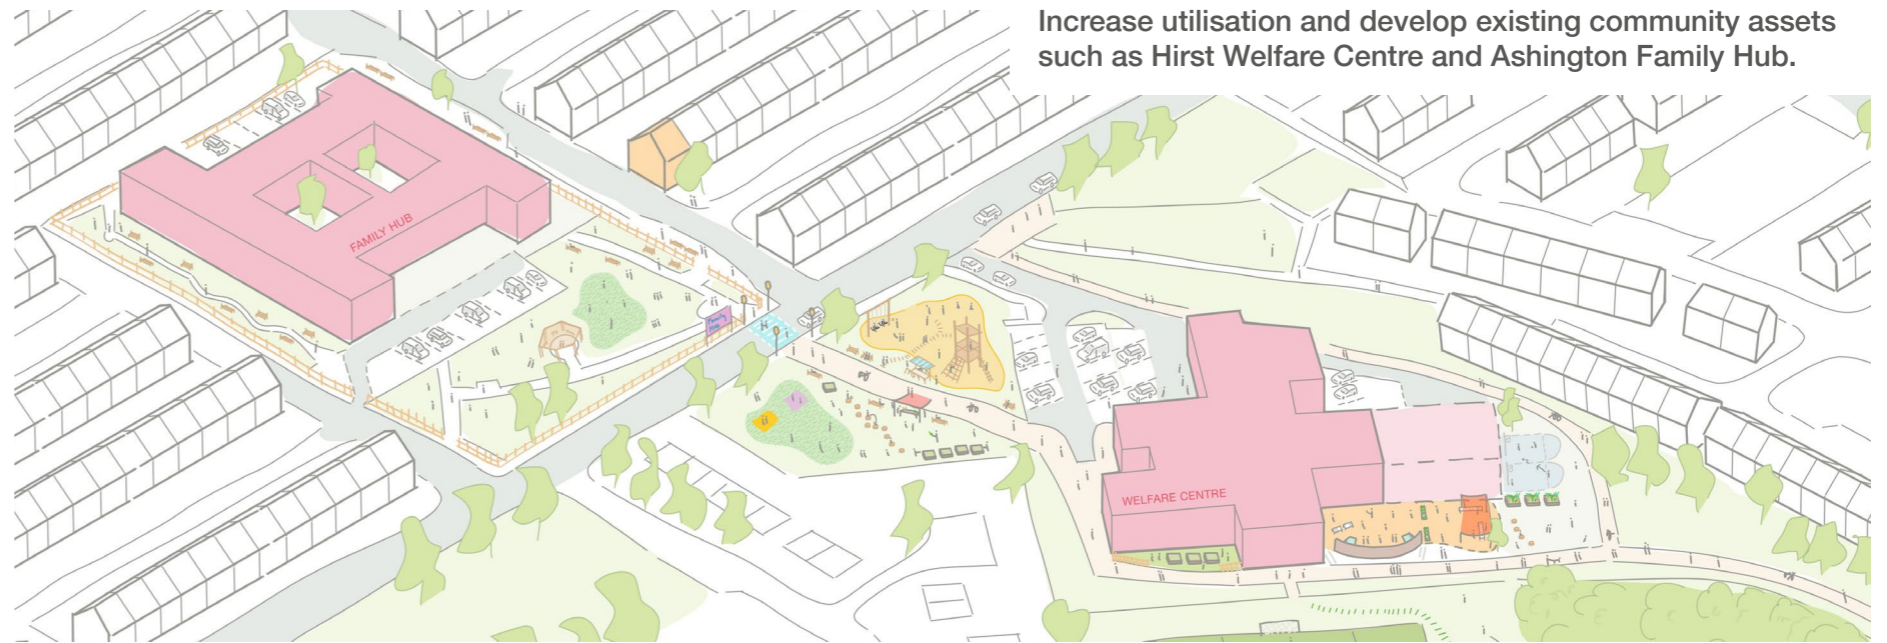 Increase utilisation and develop existing community assets
such as Hirst Welfare Centre and Ashington Family Hub.
FAMILY HUB
WELFARE CENTRE